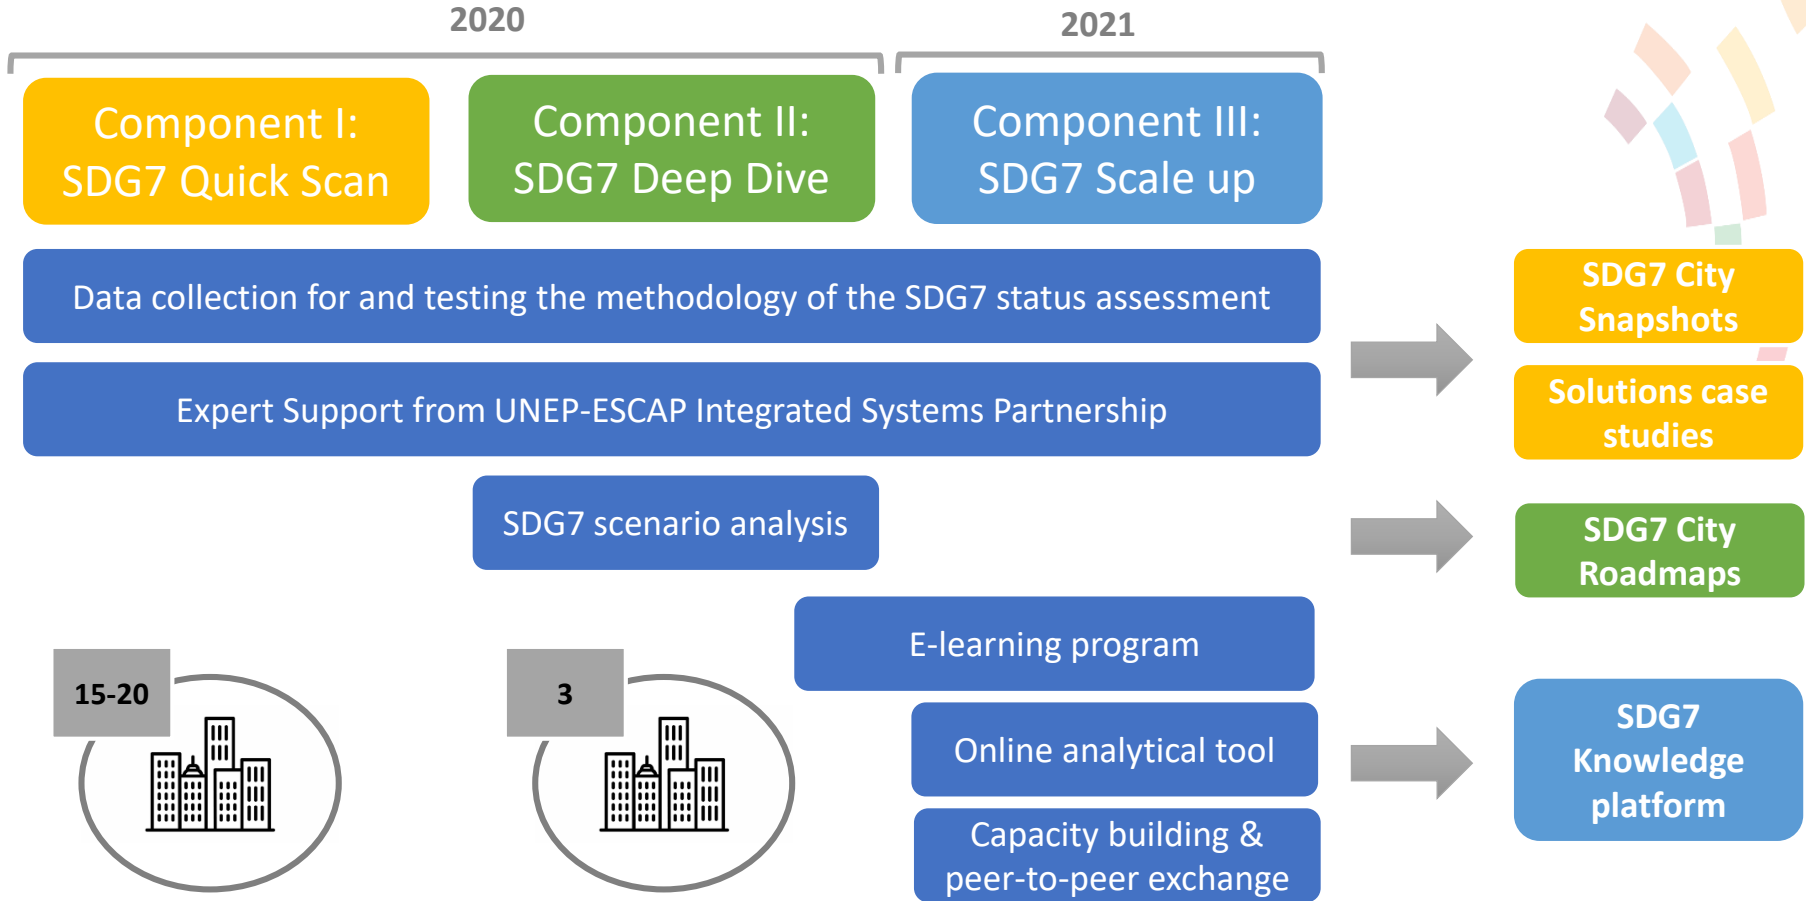 2020
2021
Component I:
SDG7 Quick Scan
Component II:
SDG7 Deep Dive
Component III:
SDG7 Scale up
Data collection for and testing the methodology of the SDG7 status assessment
Expert Support from UNEP-ESCAP Integrated Systems Partnership
SDG7 City
Snapshots
Solutions case
studies
SDG7 scenario analysis
SDG7 City
Roadmaps
E-learning program
15-20
3
Online analytical tool
Capacity building &
peer-to-peer exchange
SDG7
Knowledge
platform